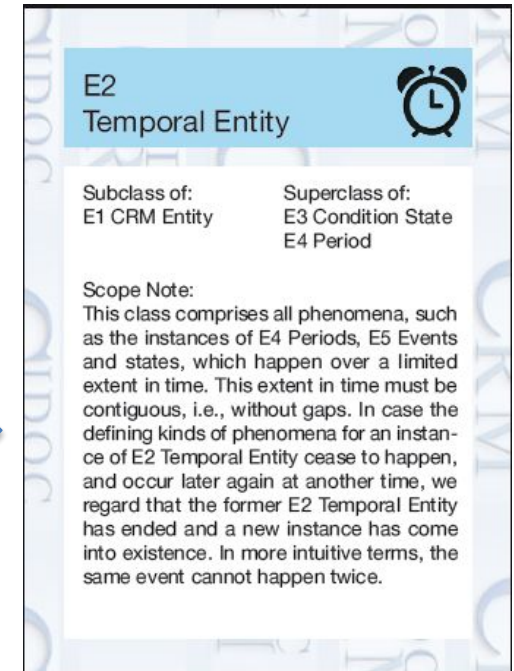 E2
Temporal Entity
Subclass of:
E1 CRM Entity
Superclass of:
E3 Condition State
E4 Period
Scope Note:
This class comprises all phenomena, such
as the instances of E4 Periods, E5 Events
and states, which happen over a limited
extent in time. This extent in time must be
contiguous, i.e., without gaps. In case the
defining kinds of phenomena for an instan-
ce of E2 Temporal Entity cease to happen,
and occur later again at another time, we
regard that the former E2 Temporal Entity
has ended and a new instance has come
into existence. In more intuitive terms, the
same event cannot happen twice.